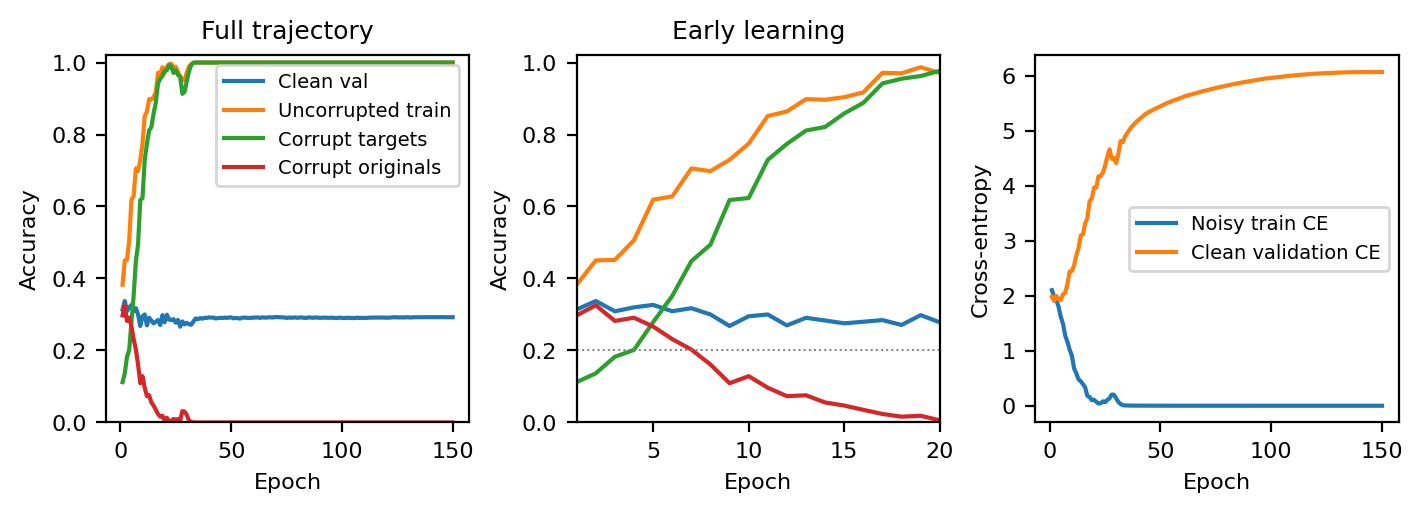 Full trajectory
Accuracy
1.0
0.8
0.6
0.4
0.2
0.0
Clean val
Uncorrupted train
Corrupt targets
Corrupt originals
0 50 100 150
Epoch
Early learning
Accuracy
1.0
0.8
0.6
0.4
0.2
0.0
5 10 15 20
Epoch
Cross-entropy
6
5
4
3
2
1
0
Noisy train CE
Clean validation CE
0 50 100 150
Epoch